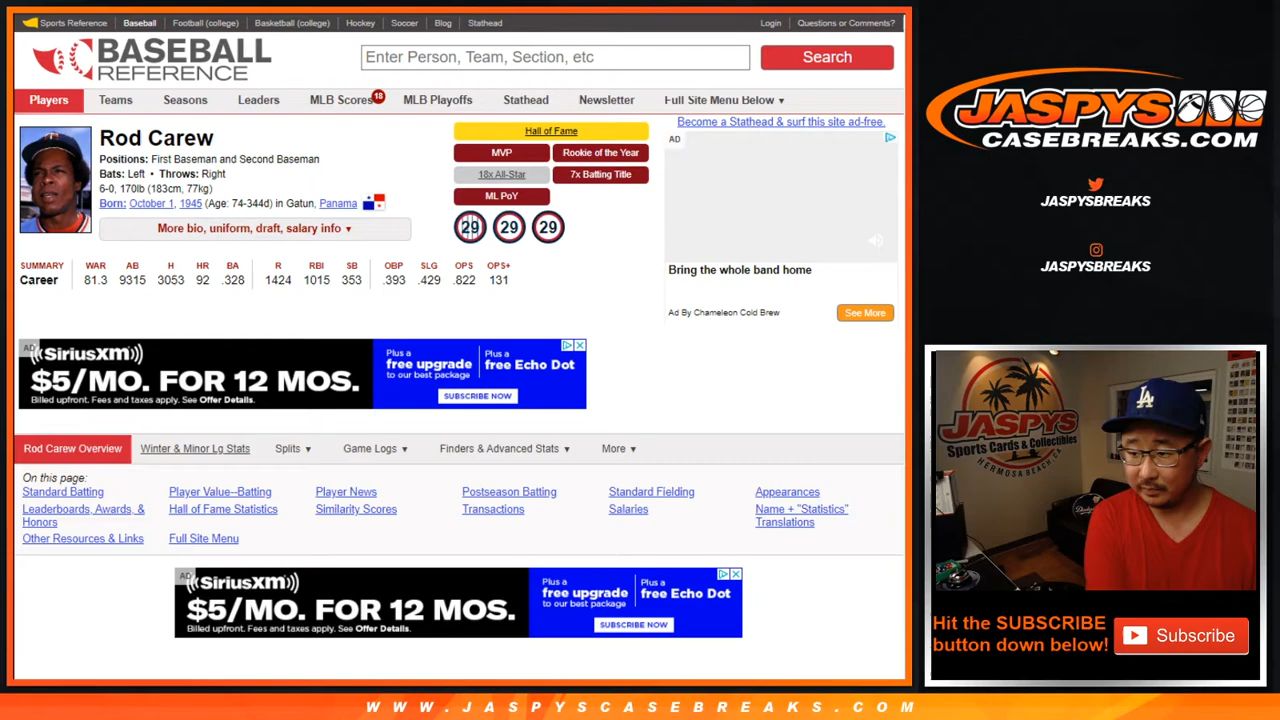 Sports Reference Baseball Football (college) Basketball (college) Hockey Soccer Blog Stathead Login Questions or Comments?
BASEBALL
REFERENCE
Enter Person, Team, Section, etc Search
Players Teams Seasons Leaders MLB Scores 18 MLB Playoffs Stathead Newsletter Full Site Menu Below ▼
Rod Carew
Positions: First Baseman and Second Baseman
Bats: Left • Throws: Right
6-0, 170lb (183cm, 77kg)
Born: October 1, 1945 (Age: 74-344d) in Gatun, Panama
More bio, uniform, draft, salary info ▼
Hall of Fame
MVP Rookie of the Year
18x All-Star 7x Batting Title
ML PoY
29 29 29
Become a Stathead & surf this site ad-free.
AD
Bring the whole band home
Ad By Chameleon Cold Brew See More
SUMMARY WAR AB H HR BA R RBI SB OBP SLG OPS OPS+
Career 81.3 9315 3053 92 .328 1424 1015 353 .393 .429 .822 131
AD
SiriusXM
$5/MO. FOR 12 MOS.
Billed upfront. Fees and taxes apply. See Offer Details.
Plus a free upgrade to our best package
Plus a free Echo Dot
SUBSCRIBE NOW
Rod Carew Overview Winter & Minor Lg Stats Splits ▼ Game Logs ▼ Finders & Advanced Stats ▼ More ▼
On this page:
Standard Batting Player Value--Batting Player News Postseason Batting Standard Fielding Appearances
Leaderboards, Awards, & Honors Hall of Fame Statistics Similarity Scores Transactions Salaries Name + "Statistics" Translations
Other Resources & Links Full Site Menu
AD
SiriusXM
$5/MO. FOR 12 MOS.
Billed upfront. Fees and taxes apply. See Offer Details.
Plus a free upgrade to our best package
Plus a free Echo Dot
SUBSCRIBE NOW
JASPYS
CASEBREAKS.COM
JASPYSBREAKS
JASPYSBREAKS
JASPYS
Sports Cards & Collectibles
HERMOSA BEACH, CA
LA
Dodgers
Hit the SUBSCRIBE
button down below!
Subscribe
WWW.JASPYSCASEBREAKS.COM